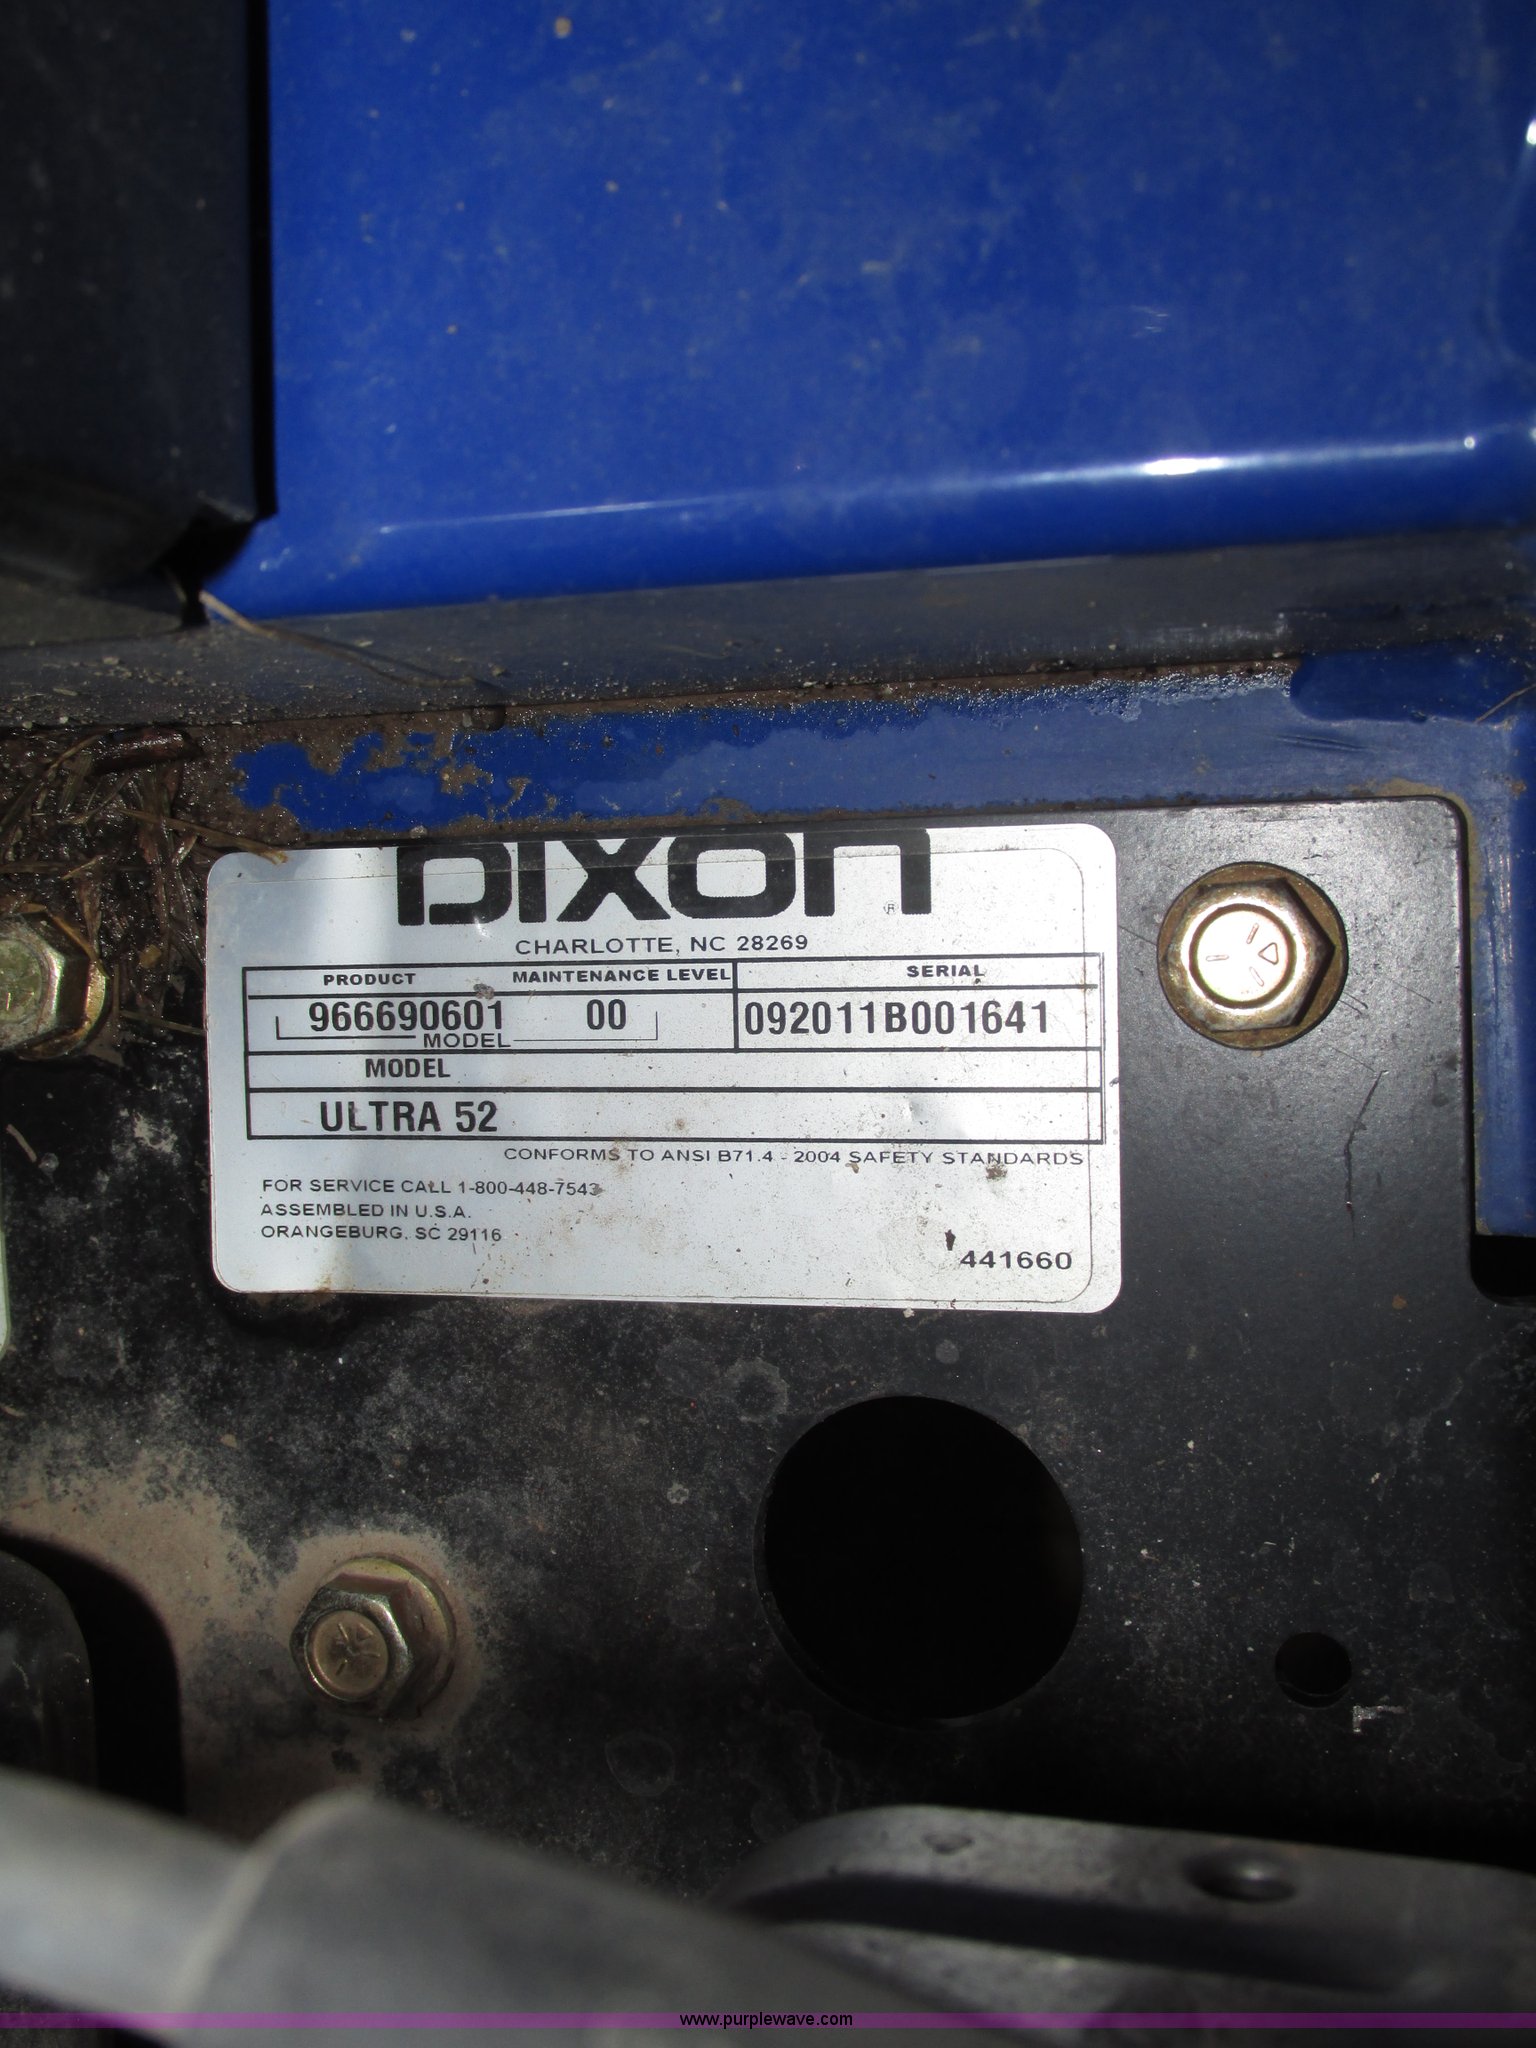 DIXON
®
CHARLOTTE, NC 28269
PRODUCT MAINTENANCE LEVEL SERIAL
966690601 00 092011B001641
MODEL
MODEL
ULTRA 52
CONFORMS TO ANSI B71.4 - 2004 SAFETY STANDARDS
FOR SERVICE CALL 1-800-448-7543
ASSEMBLED IN U.S.A.
ORANGEBURG, SC 29116
441660
www.purplewave.com